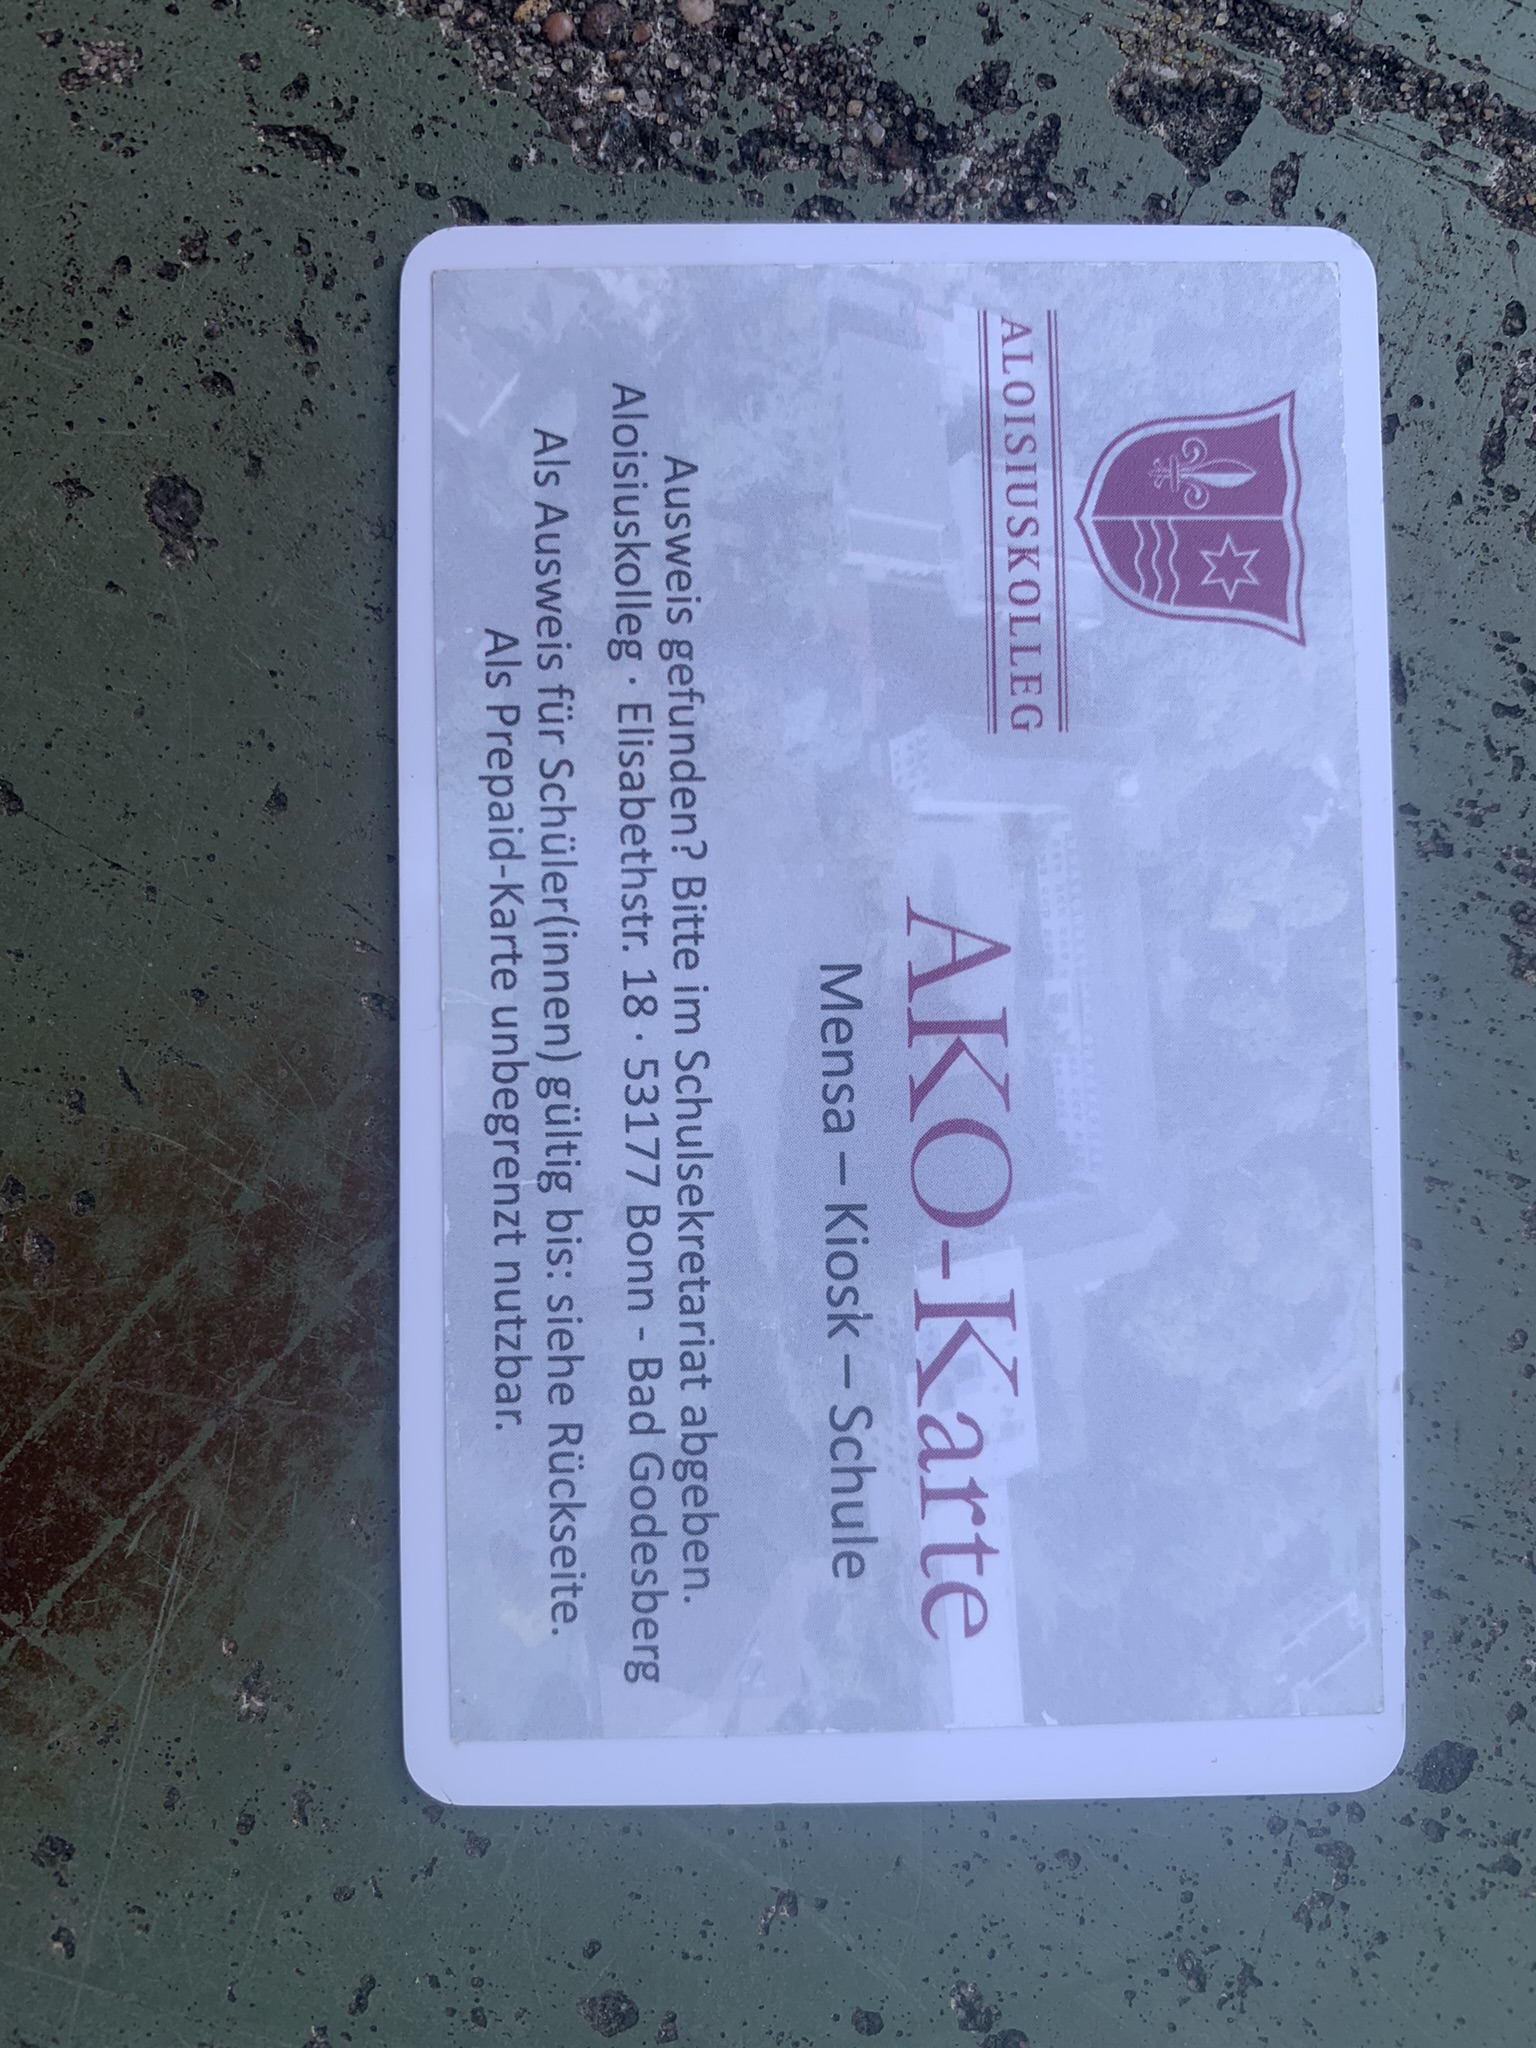 ALOISIUSKOLLEG
AKO-Karte
Mensa – Kiosk – Schule
Ausweis gefunden? Bitte im Schulsekretariat abgeben.
Aloisiuskolleg · Elisabethstr. 18 · 53177 Bonn - Bad Godesberg
Als Ausweis für Schüler(innen) gültig bis: siehe Rückseite.
Als Prepaid-Karte unbegrenzt nutzbar.